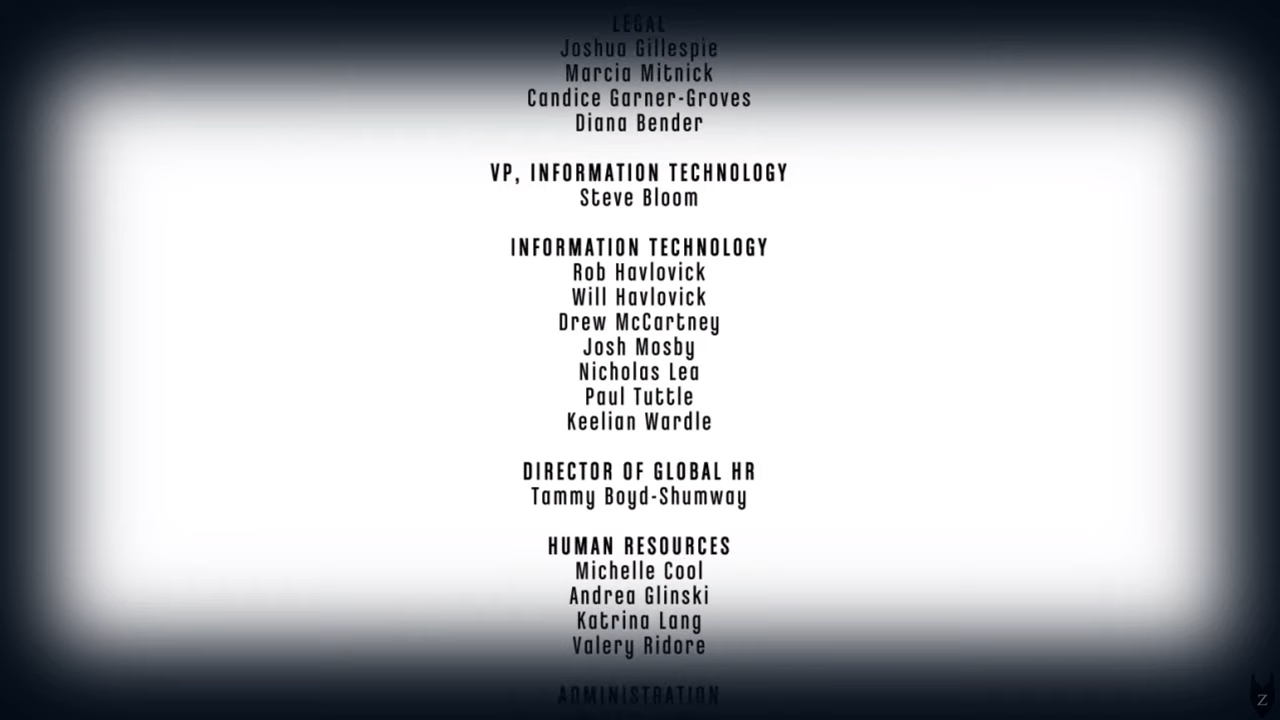 LEGAL
Joshua Gillespie
Marcia Mitnick
Candice Garner-Groves
Diana Bender
VP, INFORMATION TECHNOLOGY
Steve Bloom
INFORMATION TECHNOLOGY
Rob Havlovick
Will Havlovick
Drew McCartney
Josh Mosby
Nicholas Lea
Paul Tuttle
Keelian Wardle
DIRECTOR OF GLOBAL HR
Tammy Boyd-Shumway
HUMAN RESOURCES
Michelle Cool
Andrea Glinski
Katrina Lang
Valery Ridore
ADMINISTRATION
Z